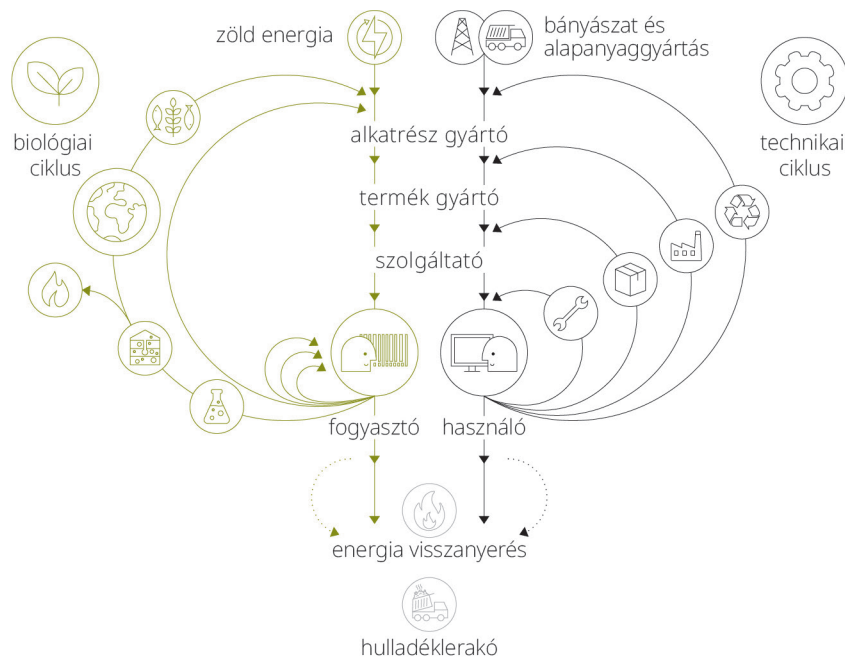 zöld energia
bányászat és
alapanyaggyártás
biológiai
ciklus
technikai
ciklus
alkatrész gyártó
termék gyártó
szolgáltató
fogyasztó
használó
energia visszanyerés
hulladéklerakó